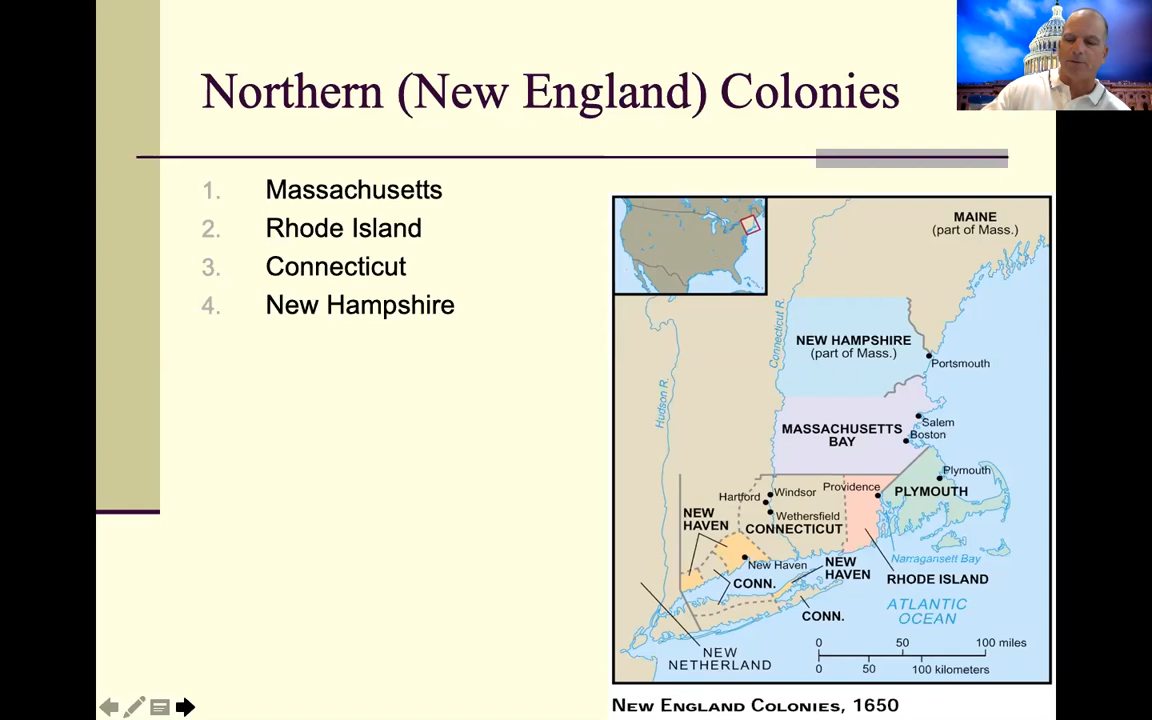 Northern (New England) Colonies
1. Massachusetts
2. Rhode Island
3. Connecticut
4. New Hampshire
MAINE
(part of Mass.)
Connecticut R.
NEW HAMPSHIRE
(part of Mass.)
Portsmouth
Hudson R.
Salem
MASSACHUSETTS
BAY
Boston
Plymouth
Providence
PLYMOUTH
Hartford
Windsor
Wethersfield
NEW
HAVEN
CONNECTICUT
Narragansett Bay
New Haven
NEW
HAVEN
CONN.
RHODE ISLAND
ATLANTIC
OCEAN
CONN.
NEW
NETHERLAND
0 50 100 miles
0 50 100 kilometers
NEW ENGLAND COLONIES, 1650